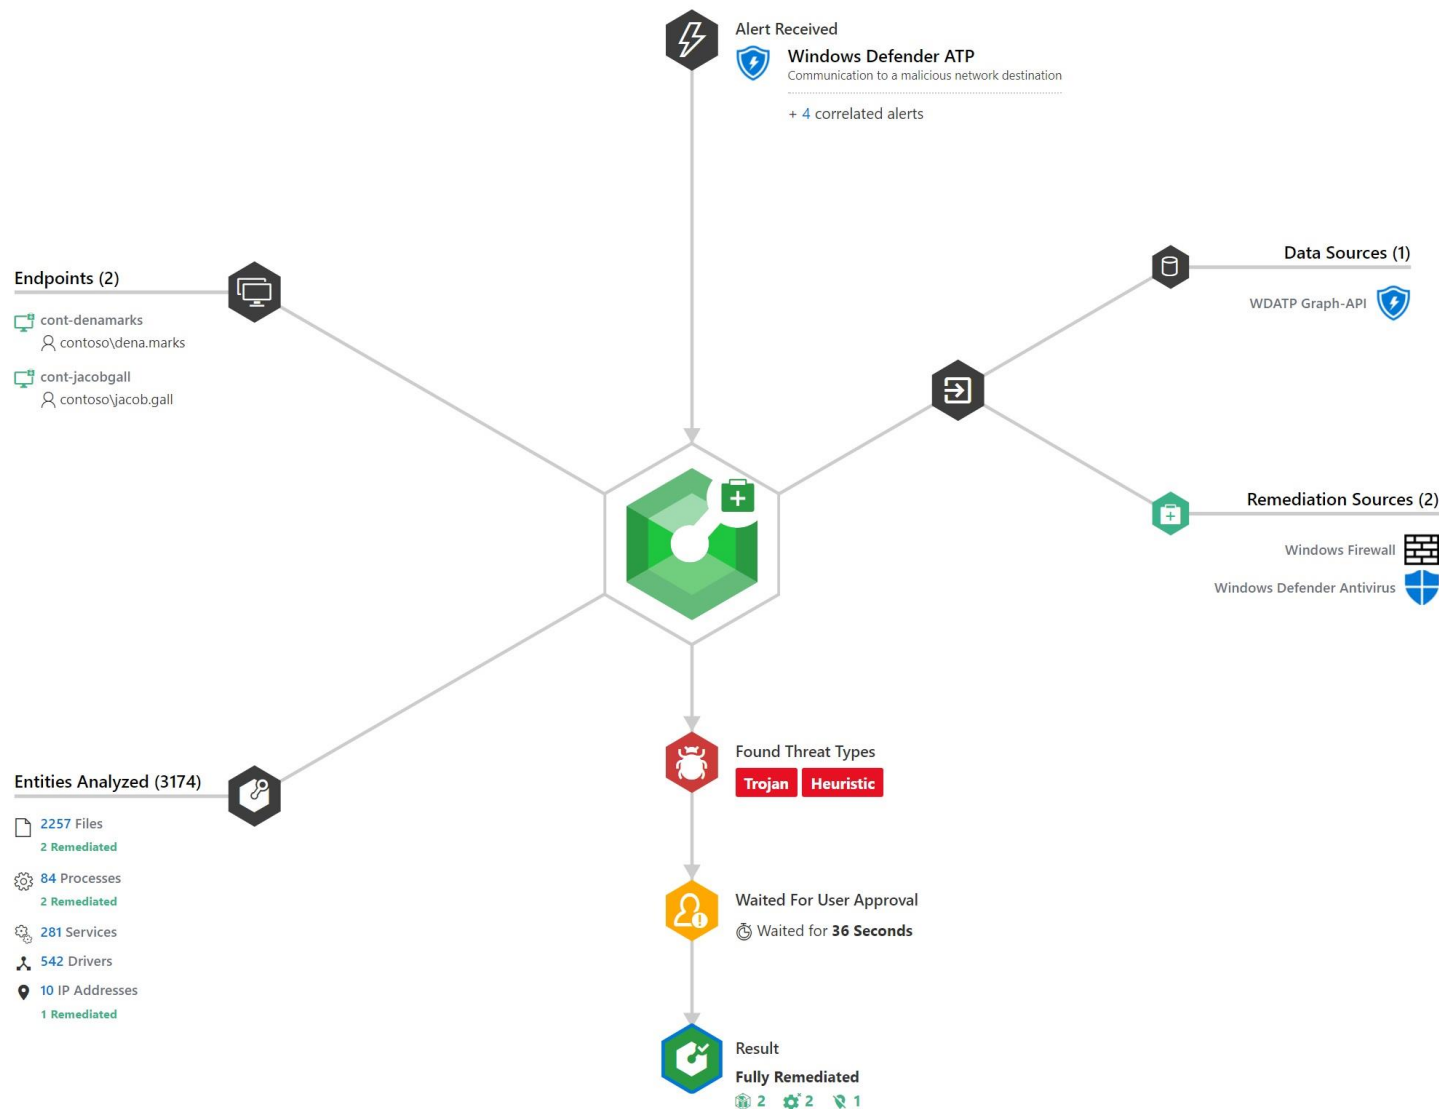 Alert Received
Windows Defender ATP
Communication to a malicious network destination
+ 4 correlated alerts
Endpoints (2)
cont-denamarks
contoso\dena.marks
cont-jacobgall
contoso\jacob.gall
Data Sources (1)
WDATP Graph-API
Remediation Sources (2)
Windows Firewall
Windows Defender Antivirus
Entities Analyzed (3174)
2257 Files
2 Remediated
84 Processes
2 Remediated
281 Services
542 Drivers
10 IP Addresses
1 Remediated
Found Threat Types
Trojan Heuristic
Waited For User Approval
Waited for 36 Seconds
Result
Fully Remediated
2 2 1